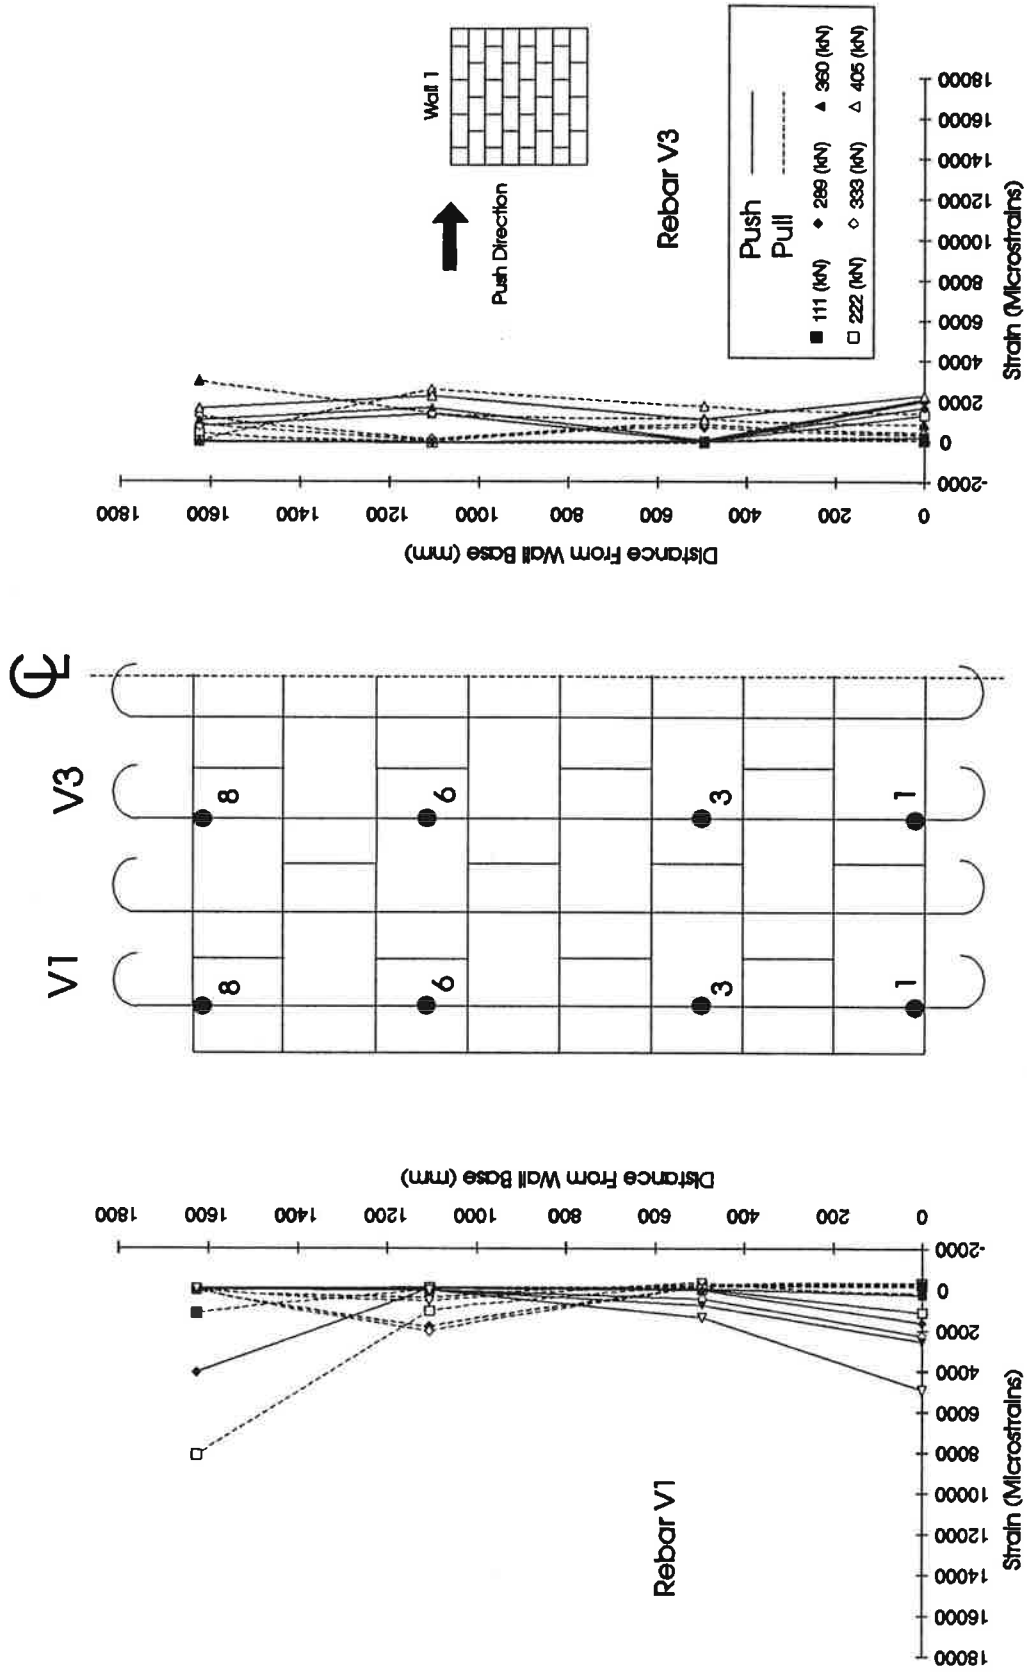 Wall 1
Push Direction
Rebar V3
Push
Pull
111 (kN)
289 (kN)
360 (kN)
222 (kN)
333 (kN)
405 (kN)
-2000
0
2000
4000
6000
8000
10000
12000
14000
16000
18000
Strain (Microstrains)
1800
1600
1400
1200
1000
800
600
400
200
0
Distance From Wall Base (mm)
CL
V3
V1
8
6
3
1
8
6
3
1
Distance From Wall Base (mm)
1800
1600
1400
1200
1000
800
600
400
200
0
-2000
0
2000
4000
6000
8000
10000
12000
14000
16000
18000
Strain (Microstrains)
Rebar V1